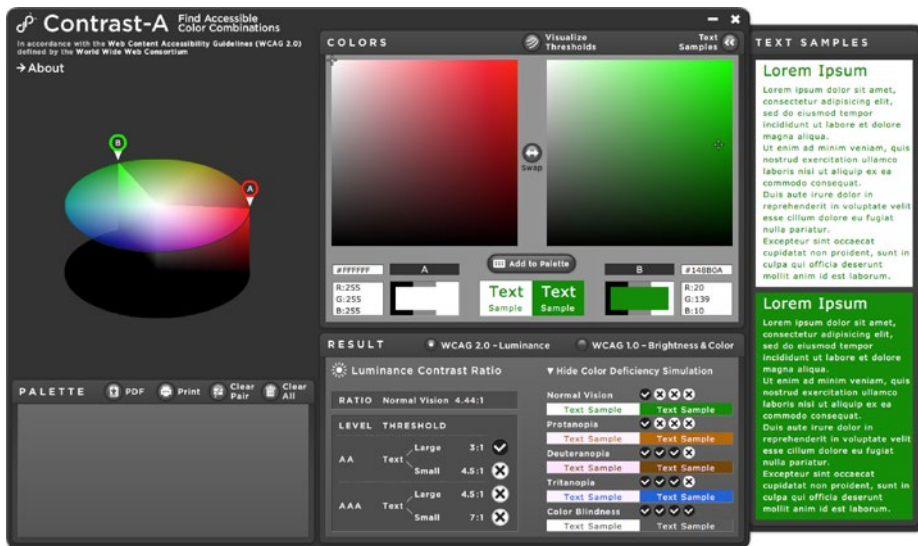 Contrast-A Find Accessible
Color Combinations
In accordance with the Web Content Accessibility Guidelines (WCAG 2.0)
defined by the World Wide Web Consortium
→ About
B
A
COLORS
Visualize
Thresholds
Text
Samples
Swap
#FFFFFF
A
Add to Palette
B
#148B0A
R:255
G:255
B:255
Text
Sample
Text
Sample
R:20
G:139
B:10
PALETTE
PDF
Print
Clear
Pair
Clear
All
RESULT
WCAG 2.0 – Luminance
WCAG 1.0 – Brightness & Color
Luminance Contrast Ratio
RATIO Normal Vision 4.44:1
LEVEL THRESHOLD
AA Text
Large 3:1
Small 4.5:1
AAA Text
Large 4.5:1
Small 7:1
▼ Hide Color Deficiency Simulation
Normal Vision
Text Sample Text Sample
Protanopia
Text Sample Text Sample
Deuteranopia
Text Sample Text Sample
Tritanopia
Text Sample Text Sample
Color Blindness
Text Sample Text Sample
TEXT SAMPLES
Lorem Ipsum
Lorem ipsum dolor sit amet,
consectetur adipisicing elit,
sed do eiusmod tempor
incididunt ut labore et dolore
magna aliqua.
Ut enim ad minim veniam, quis
nostrud exercitation ullamco
laboris nisi ut aliquip ex ea
commodo consequat.
Duis aute irure dolor in
reprehenderit in voluptate velit
esse cillum dolore eu fugiat
nulla pariatur.
Excepteur sint occaecat
cupidatat non proident, sunt in
culpa qui officia deserunt
mollit anim id est laborum.
Lorem Ipsum
Lorem ipsum dolor sit amet,
consectetur adipisicing elit,
sed do eiusmod tempor
incididunt ut labore et dolore
magna aliqua.
Ut enim ad minim veniam, quis
nostrud exercitation ullamco
laboris nisi ut aliquip ex ea
commodo consequat.
Duis aute irure dolor in
reprehenderit in voluptate velit
esse cillum dolore eu fugiat
nulla pariatur.
Excepteur sint occaecat
cupidatat non proident, sunt in
culpa qui officia deserunt
mollit anim id est laborum.